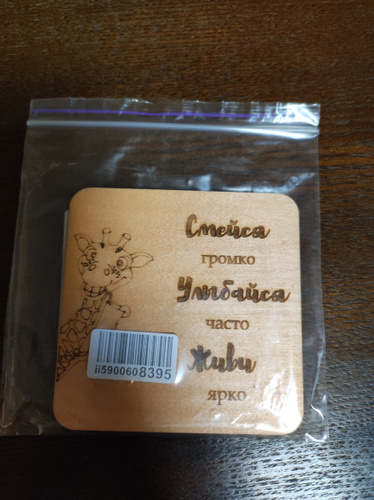 Смейся
громко
Улыбайся
часто
Живи
ярко
ii5900608395